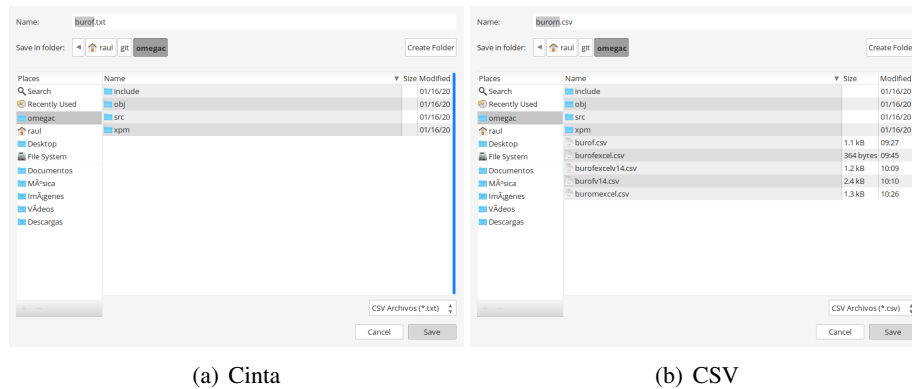 Name: burof.txt
Save in folder: raul git omegac Create Folder
Places Name Size Modified
Search include 01/16/20
Recently Used obj 01/16/20
omegac src 01/16/20
raul xpm 01/16/20
Desktop
File System
Documentos
MÃºsica
ImÃ¡genes
VÃ­deos
Descargas
CSV Archivos (*.txt)
Cancel Save
(a) Cinta
Name: burom.csv
Save in folder: raul git omegac Create Folde
Places Name Size Modified
Search include 01/16/20
Recently Used obj 01/16/20
omegac src 01/16/20
raul xpm 01/16/20
Desktop burof.csv 1.1 kB 09:27
File System burofexcel.csv 364 bytes 09:45
Documentos burofexcelv14.csv 1.2 kB 10:09
MÃºsica burofv14.csv 2.4 kB 10:10
ImÃ¡genes buromexcel.csv 1.3 kB 10:26
VÃ­deos
Descargas
CSV Archivos (*.csv)
Cancel Save
(b) CSV